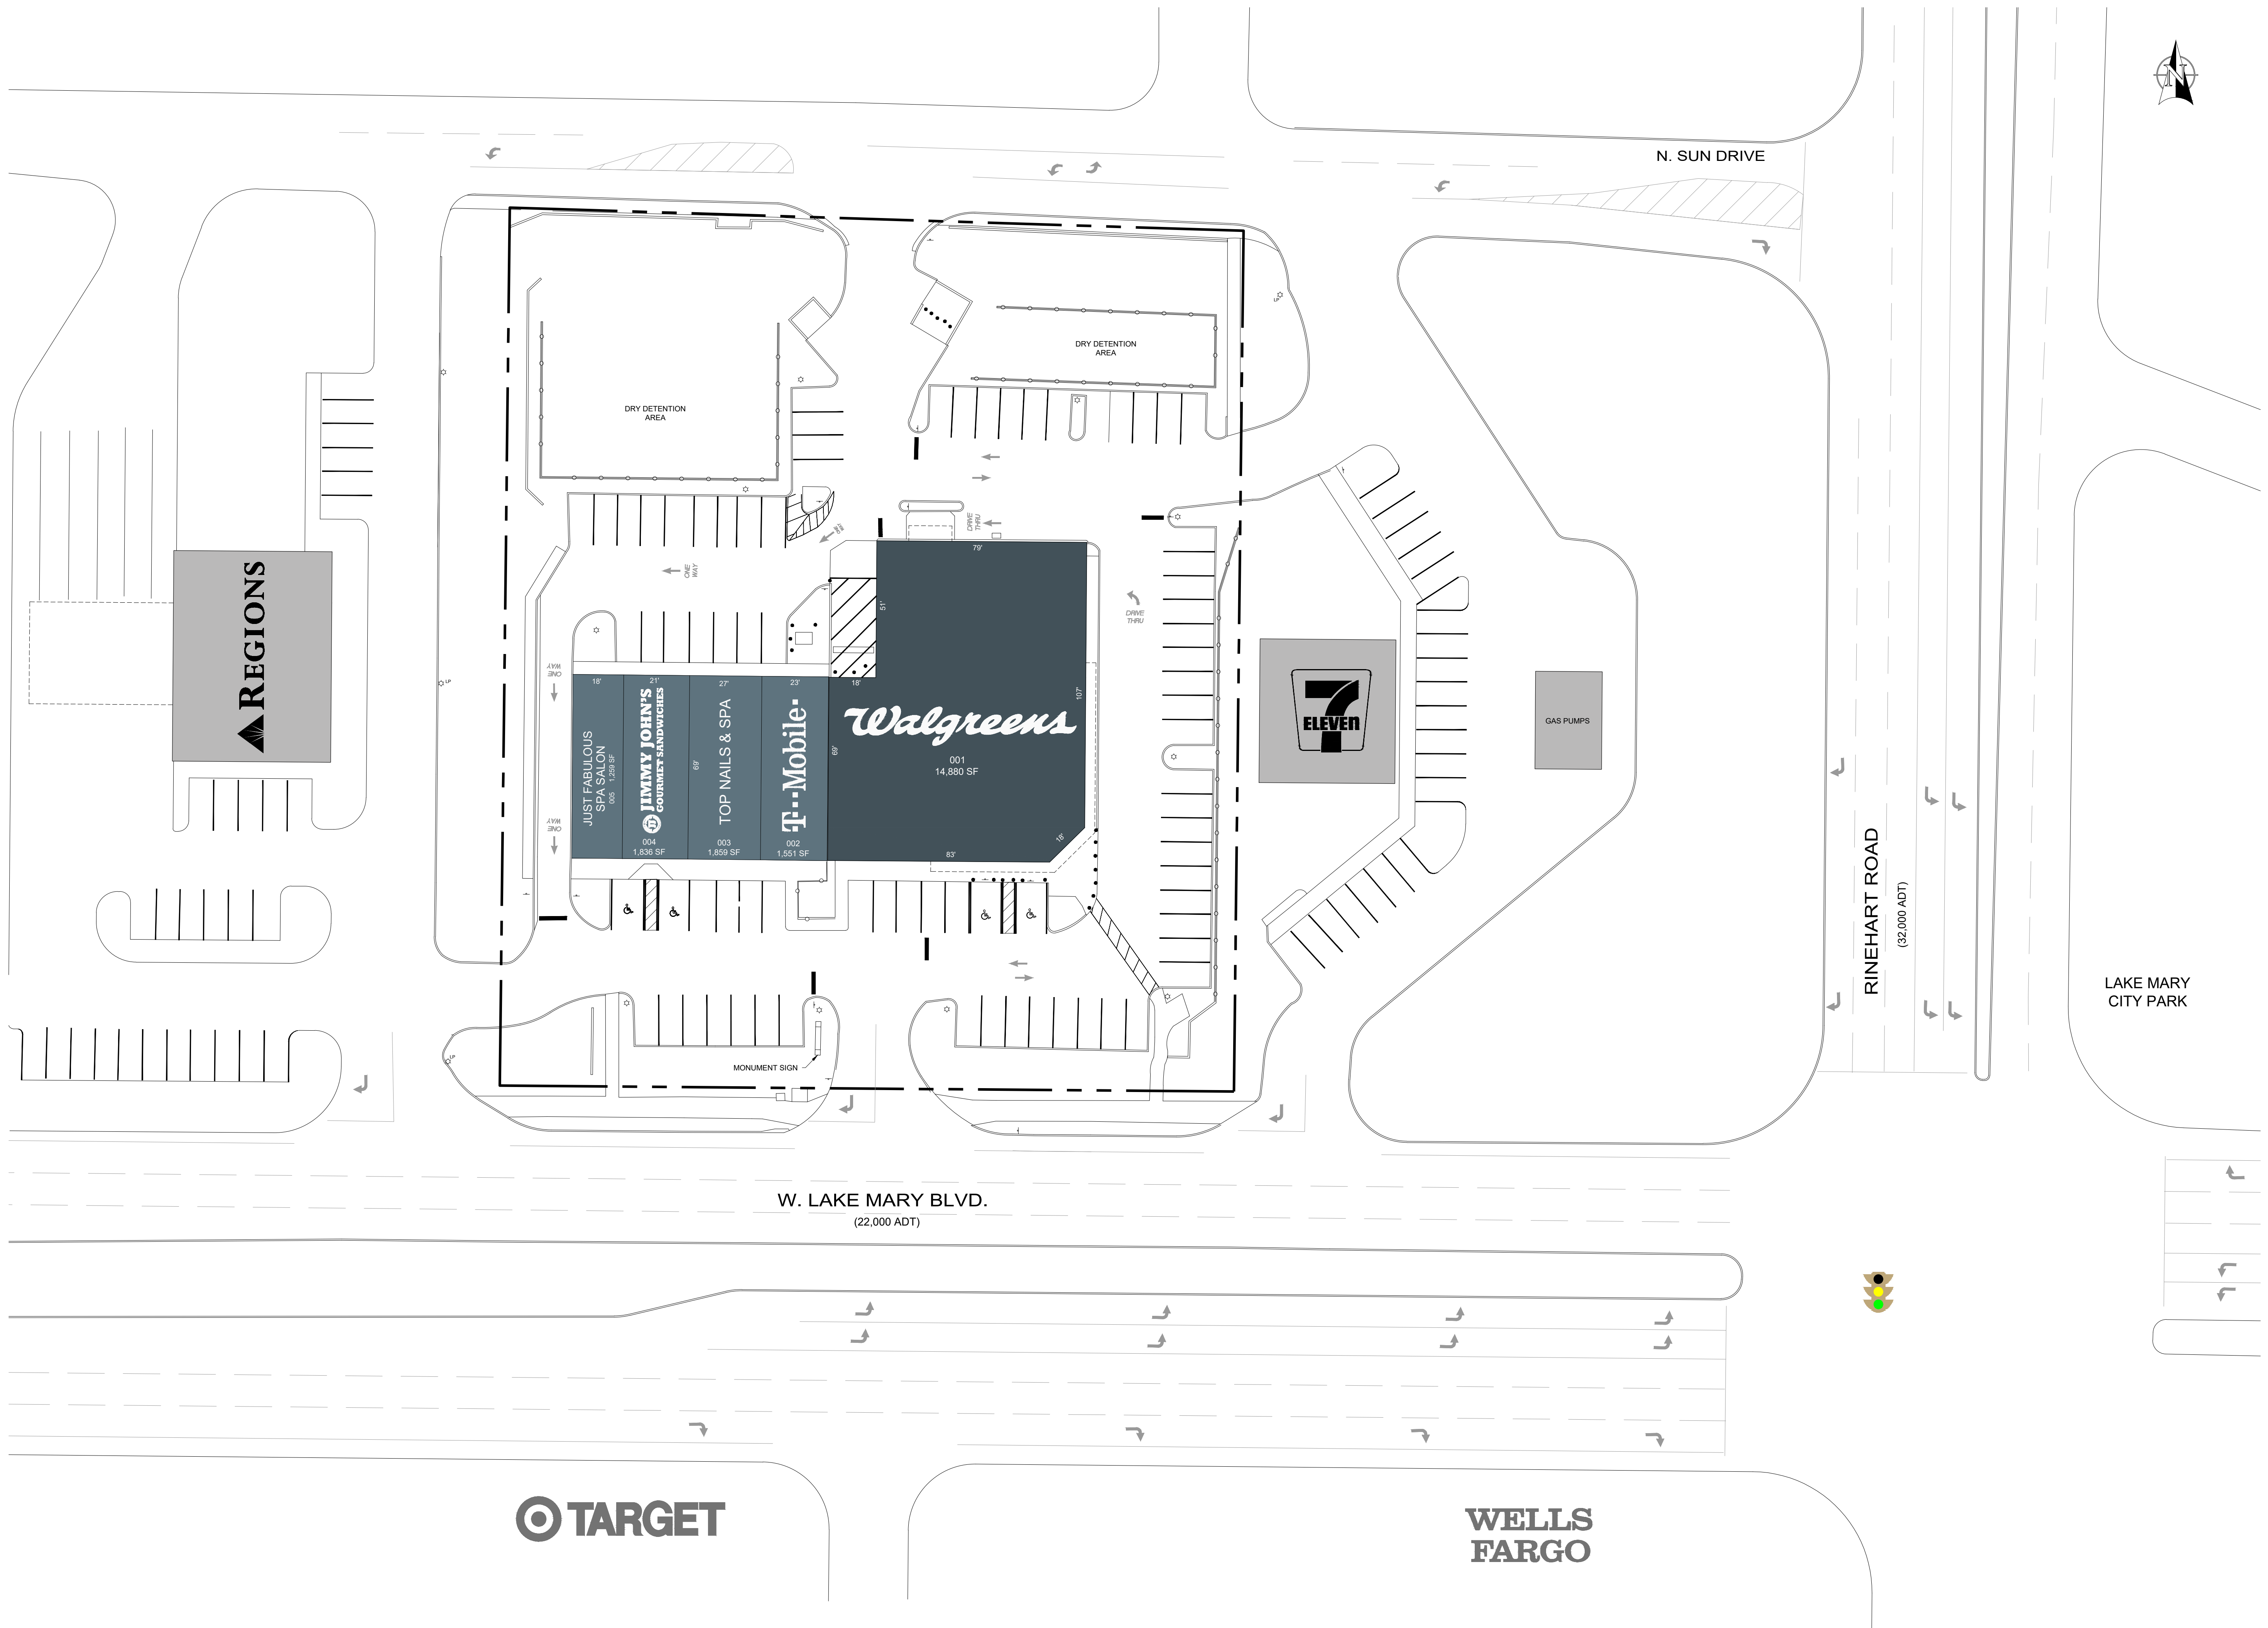 N
N. SUN DRIVE
DRY DETENTION
AREA
DRY DETENTION
AREA
LP
DRIVE
THRU
ONE
WAY
DRIVE
THRU
79'
51'
107'
18'
83'
69'
18'
Walgreens
001
14,880 SF
23'
T··Mobile·
002
1,551 SF
27'
TOP NAILS & SPA
69'
003
1,859 SF
21'
JIMMY JOHN'S
GOURMET SANDWICHES
004
1,836 SF
18'
JUST FABULOUS
SPA SALON
005 1,259 SF
ONE
WAY
ONE
WAY
REGIONS
LP
7
ELEVEN
GAS PUMPS
RINEHART ROAD
(32,000 ADT)
LAKE MARY
CITY PARK
LP
MONUMENT SIGN
W. LAKE MARY BLVD.
(22,000 ADT)
TARGET
WELLS
FARGO